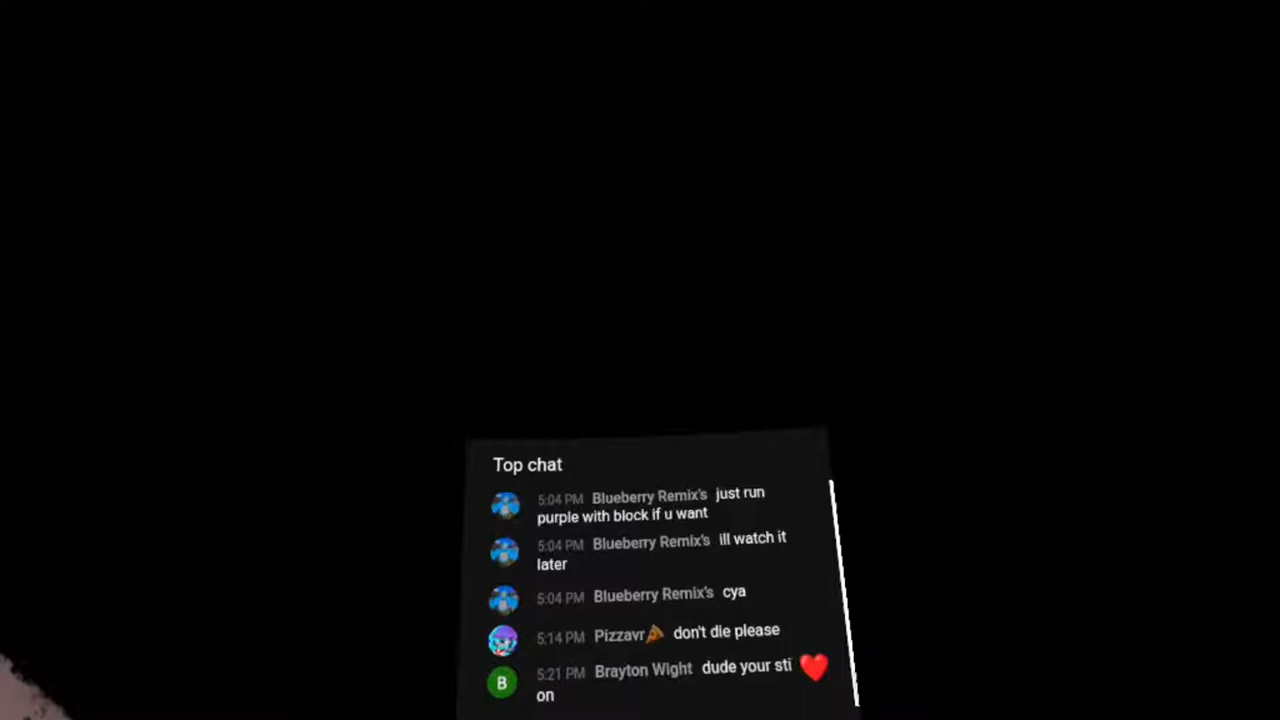 Top chat
5:04 PM Blueberry Remix's just run
purple with block if u want
5:04 PM Blueberry Remix's ill watch it
later
5:04 PM Blueberry Remix's cya
5:14 PM Pizzavr🍕 don't die please
B 5:21 PM Brayton Wight dude your sti
on